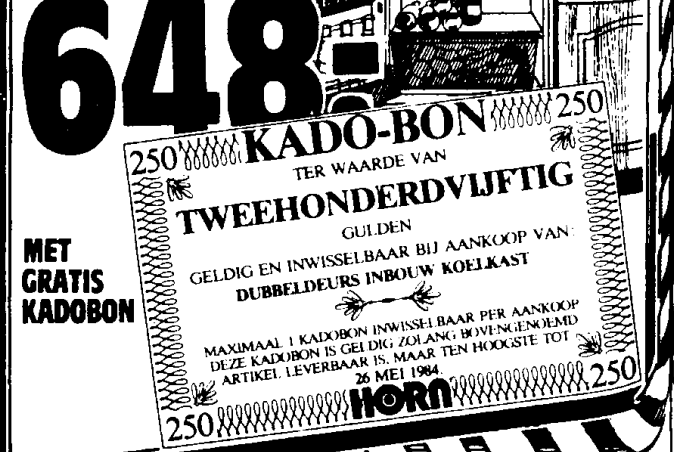 648
250 KADO-BON 250
TER WAARDE VAN
TWEEHONDERDVIJFTIG
GULDEN
GELDIG EN INWISSELBAAR BIJ AANKOOP VAN:
DUBBELDEURS INBOUW KOELKAST
MET
GRATIS
KADOBON
MAXIMAAL 1 KADOBON INWISSELBAAR PER AANKOOP
DEZE KADOBON IS GELDIG ZOLANG BOVENGENOEMD
ARTIKEL LEVERBAAR IS, MAAR TEN HOOGSTE TOT
26 MEI 1984.
250 HORN 250